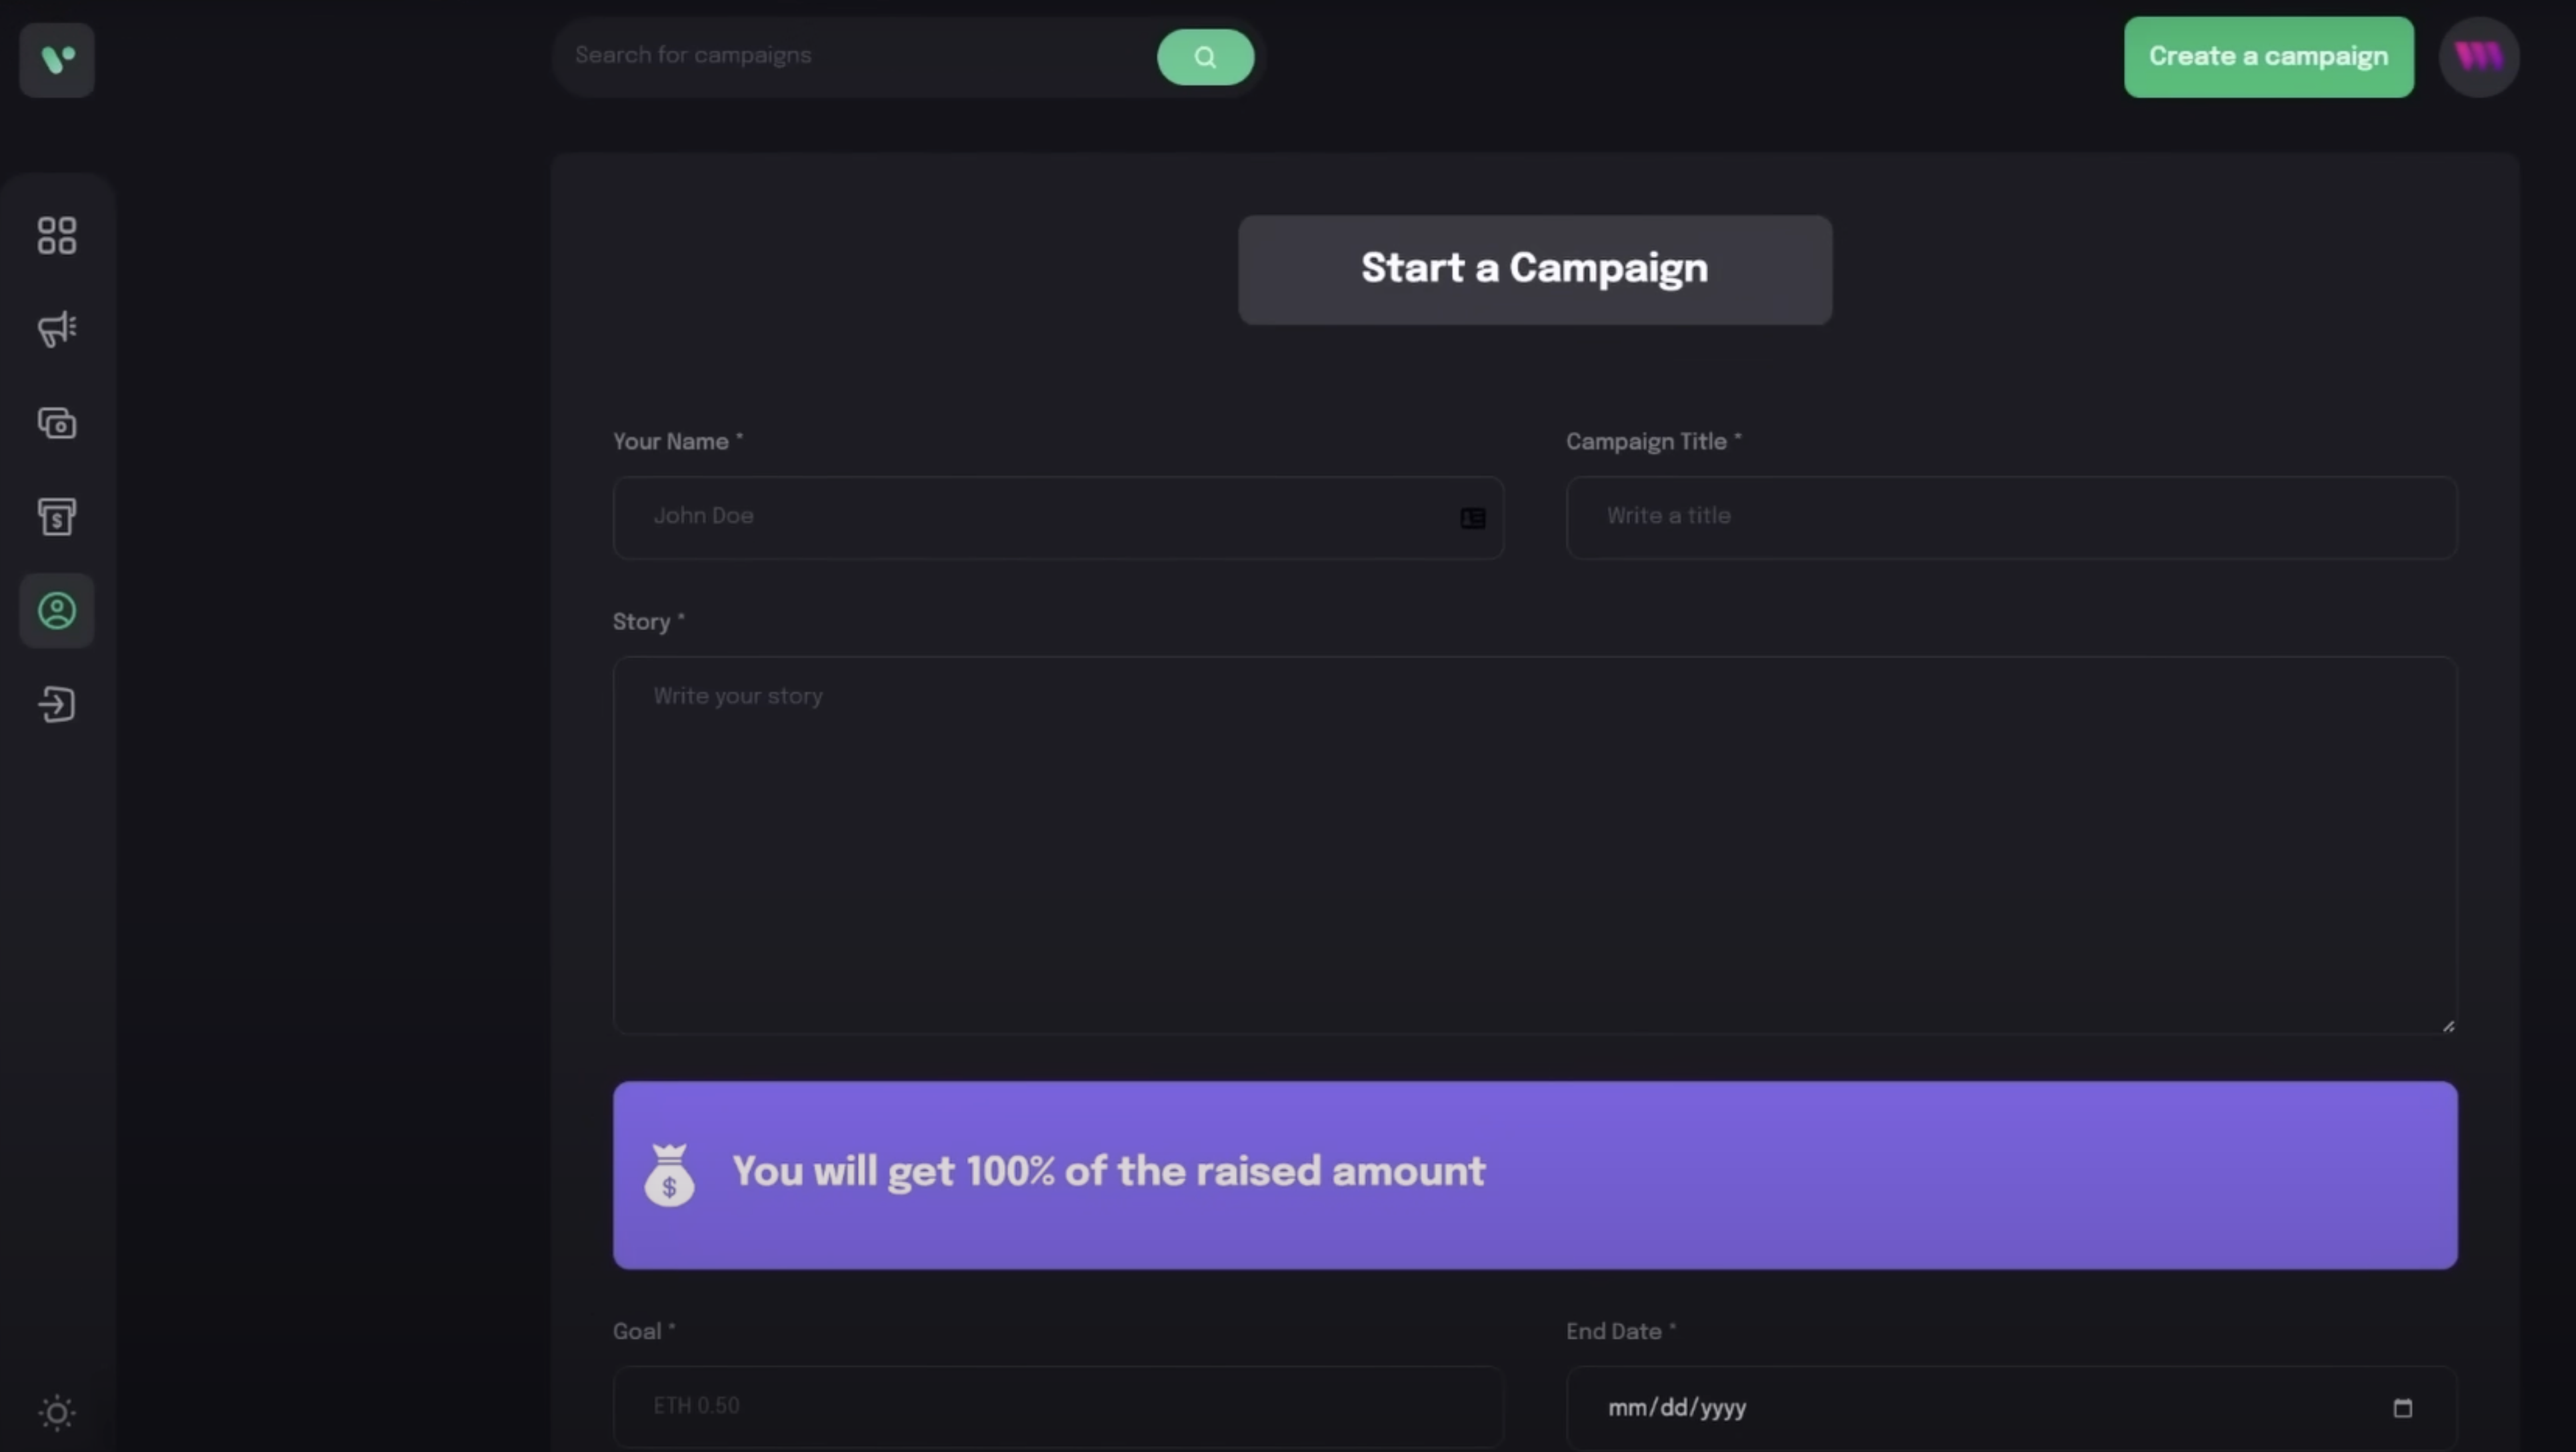 Search for campaigns
Create a campaign
Start a Campaign
Your Name *
Campaign Title *
John Doe
Write a title
Story *
Write your story
$
You will get 100% of the raised amount
Goal *
End Date *
ETH 0.50
mm/dd/yyyy